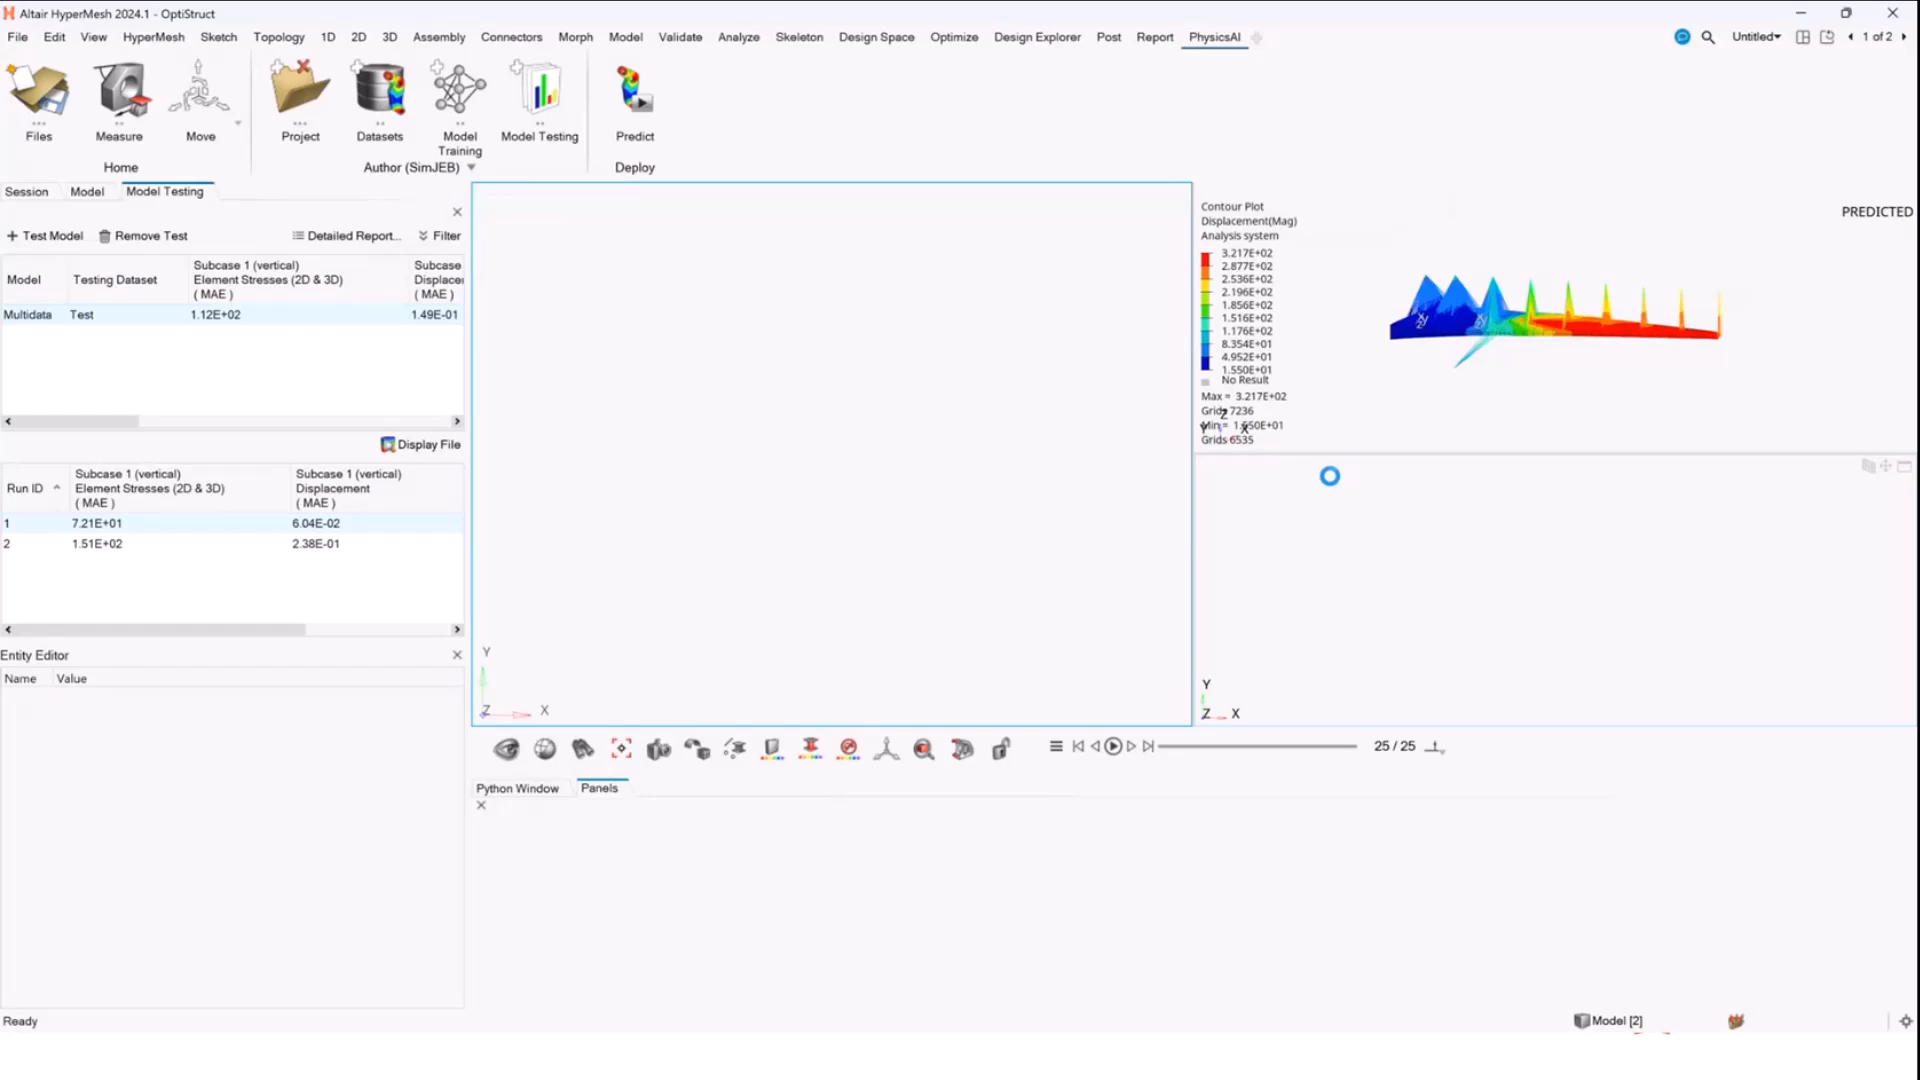 Altair HyperMesh 2024.1 - OptiStruct
File Edit View HyperMesh Sketch Topology 1D 2D 3D Assembly Connectors Morph Model Validate Analyze Skeleton Design Space Optimize Design Explorer Post Report PhysicsAI
Untitled 1 of 2
Files Measure Move Project Datasets Model Training Model Testing Predict
Home Author (SimJEB) Deploy
Session Model Model Testing
Test Model Remove Test Detailed Report... Filter
Model Testing Dataset Subcase 1 (vertical) Element Stresses (2D & 3D) ( MAE ) Subcase Displace ( MAE )
Multidata Test 1.12E+02 1.49E-01
Display File
Run ID Subcase 1 (vertical) Element Stresses (2D & 3D) ( MAE ) Subcase 1 (vertical) Displacement ( MAE )
1 7.21E+01 6.04E-02
2 1.51E+02 2.38E-01
Entity Editor
Name Value
Y
Z X
Contour Plot
Displacement(Mag)
Analysis system
3.217E+02
2.877E+02
2.536E+02
2.196E+02
1.856E+02
1.516E+02
1.176E+02
8.354E+01
4.952E+01
1.550E+01
No Result
Max = 3.217E+02
Grids 7236
Min = 1.550E+01
Grids 6535
Z
Y X
PREDICTED
Y
Z X
25 / 25
Python Window Panels
Ready
Model [2]